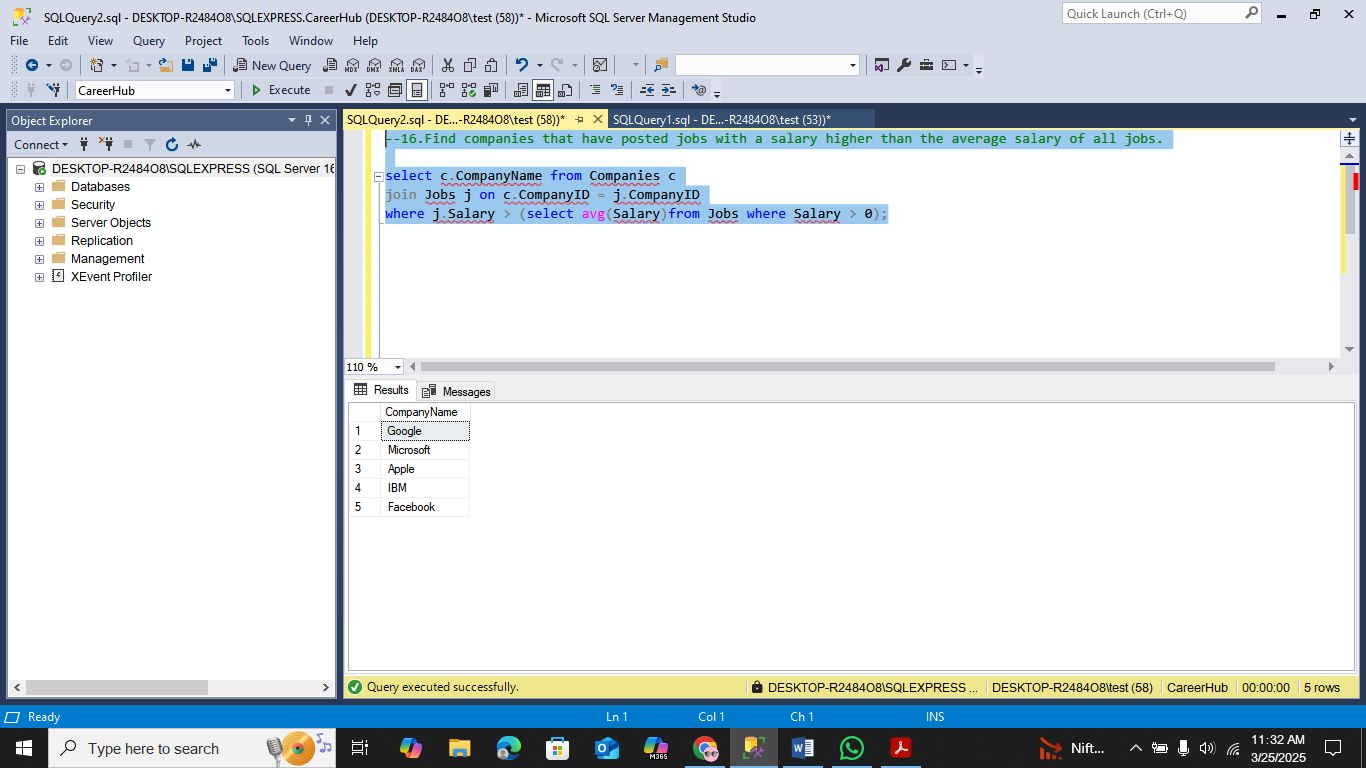 SQLQuery2.sql - DESKTOP-R2484O8\SQLEXPRESS.CareerHub (DESKTOP-R2484O8\test (58))* - Microsoft SQL Server Management Studio
Quick Launch (Ctrl+Q)
File Edit View Query Project Tools Window Help
New Query
MDX DMX XMLA DAX
CareerHub
Execute
Object Explorer
SQLQuery2.sql - DE...-R2484O8\test (58))*
SQLQuery1.sql - DE...-R2484O8\test (53))*
Connect
DESKTOP-R2484O8\SQLEXPRESS (SQL Server 16
Databases
Security
Server Objects
Replication
Management
XEvent Profiler
--16.Find companies that have posted jobs with a salary higher than the average salary of all jobs.
select c.CompanyName from Companies c
join Jobs j on c.CompanyID = j.CompanyID
where j.Salary > (select avg(Salary)from Jobs where Salary > 0);
110 %
Results Messages
CompanyName
1 Google
2 Microsoft
3 Apple
4 IBM
5 Facebook
Query executed successfully.
DESKTOP-R2484O8\SQLEXPRESS ... DESKTOP-R2484O8\test (58) CareerHub 00:00:00 5 rows
Ready Ln 1 Col 1 Ch 1 INS
Type here to search
M365
Nift...
11:32 AM
3/25/2025